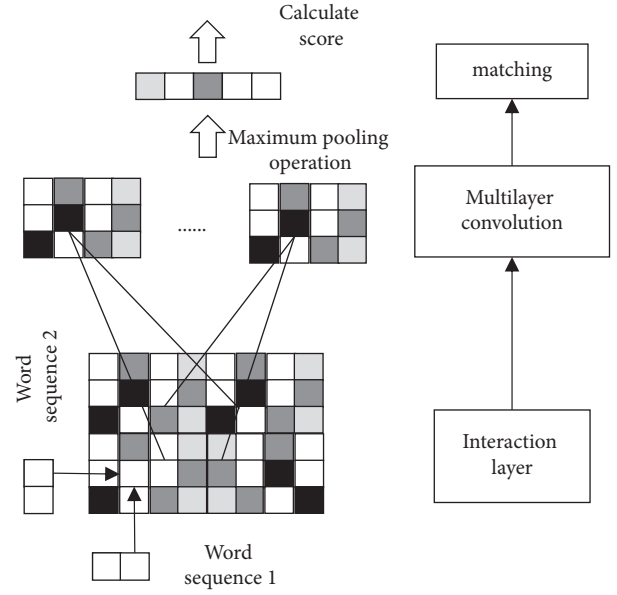 Calculate
score
matching
Maximum pooling
operation
Multilayer
convolution
......
Word
sequence 2
Interaction
layer
Word
sequence 1